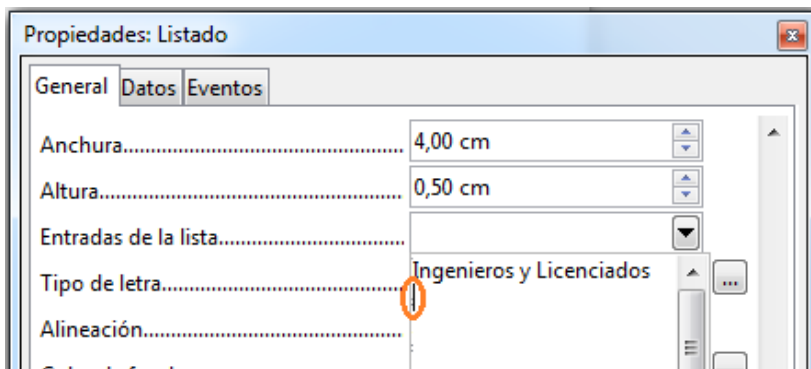 Propiedades: Listado
General Datos Eventos
Anchura................................................ 4,00 cm
Altura.................................................... 0,50 cm
Entradas de la lista................................
Ingenieros y Licenciados
Tipo de letra.......................................... ...
Alineación.............................................